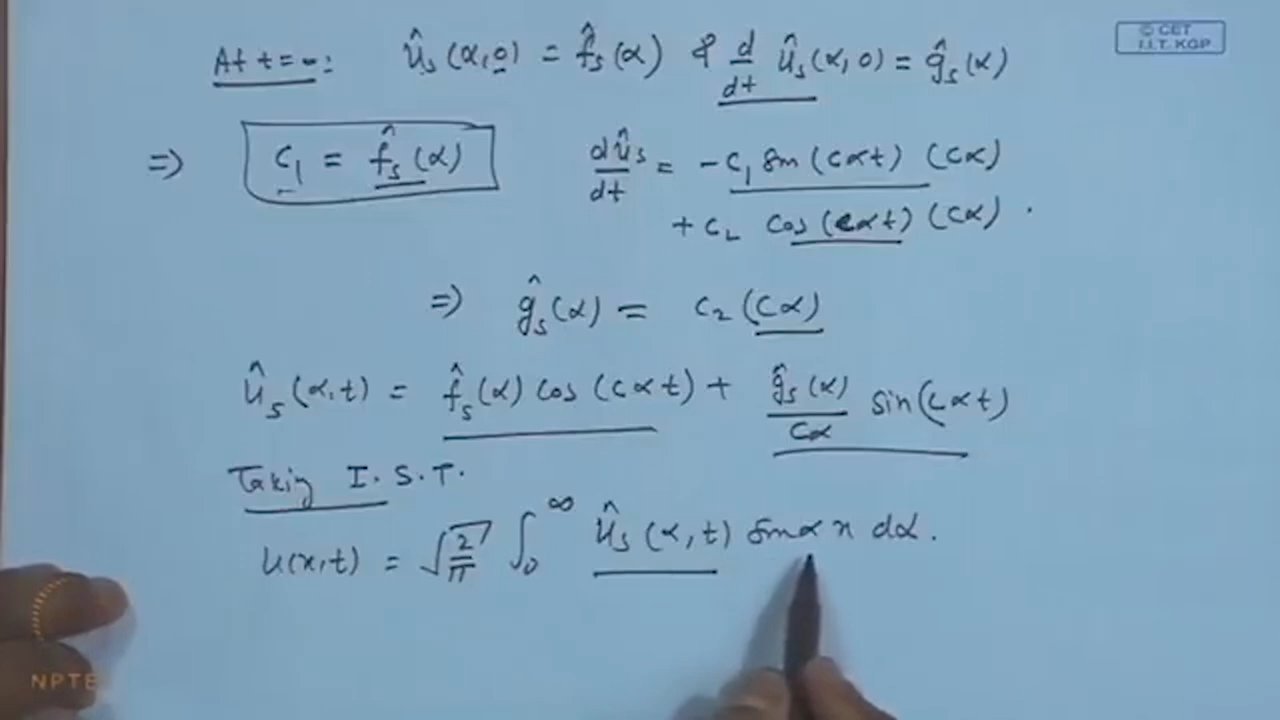 © CET
I.I.T. KGP
At t=0: û_s(α,0) = f̂_s(α) & d/dt û_s(α,0) = ĝ_s(α)
⇒ C₁ = f̂_s(α) dû_s/dt = -C₁ Sin(Cαt) (Cα)
+ C₂ Cos(Cαt) (Cα).
⇒ ĝ_s(α) = C₂(Cα)
û_s(α,t) = f̂_s(α) Cos(Cαt) + ĝ_s(α)/Cα Sin(Cαt)
Taking I.S.T.
u(x,t) = √(2/π) ∫₀^∞ û_s(α,t) Sin αx dα.
NPTE